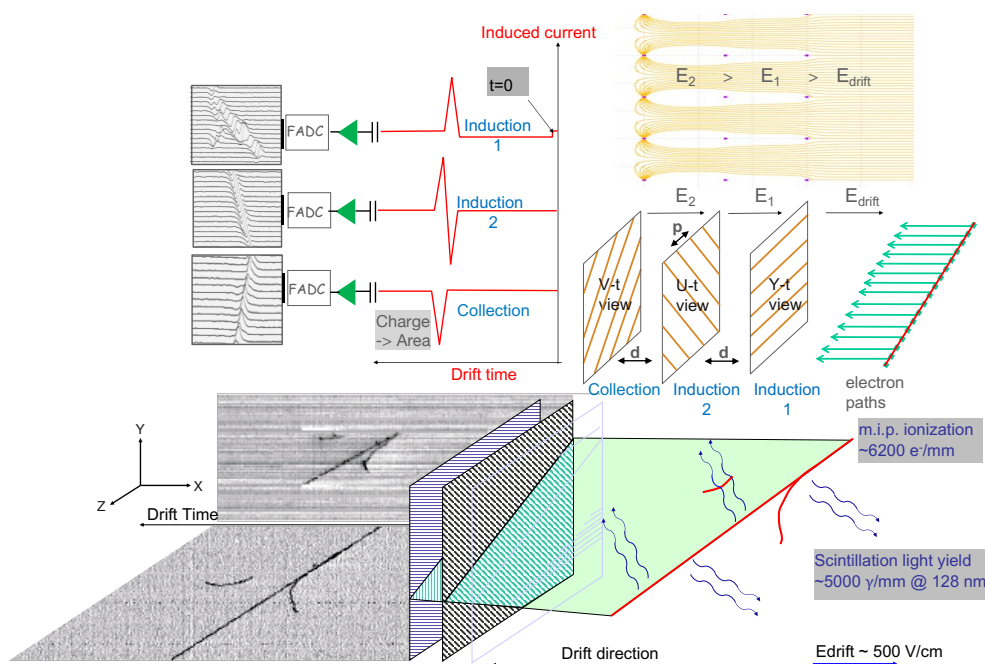 Induced current
t=0
E2 > E1 > Edrift
FADC
Induction
1
FADC
Induction
2
FADC
Collection
Charge
-> Area
Drift time
E2
E1
Edrift
p
V-t
view
U-t
view
Y-t
view
d
d
Collection
Induction
2
Induction
1
electron
paths
m.i.p. ionization
~6200 e-/mm
Y
X
Z
Drift Time
Scintillation light yield
~5000 γ/mm @ 128 nm
Drift direction
Edrift ~ 500 V/cm